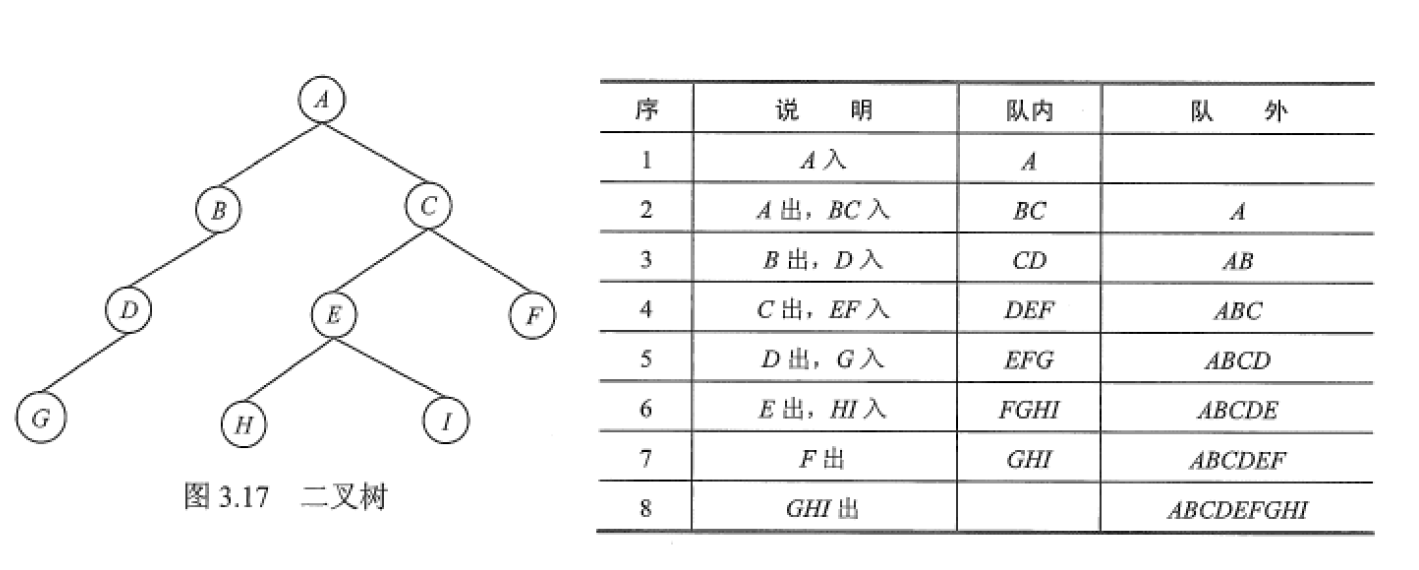 A
B
C
D
E
F
G
H
I
图 3.17 二叉树
序 说 明 队内 队 外
1 A 入 A
2 A 出，BC 入 BC A
3 B 出，D 入 CD AB
4 C 出，EF 入 DEF ABC
5 D 出，G 入 EFG ABCD
6 E 出，HI 入 FGHI ABCDE
7 F 出 GHI ABCDEF
8 GHI 出 ABCDEFGHI